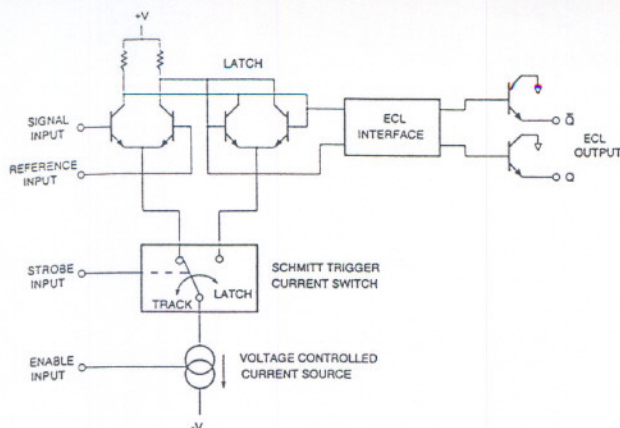 +V
LATCH
SIGNAL
INPUT
REFERENCE
INPUT
ECL
INTERFACE
Q̅
ECL
OUTPUT
Q
STROBE
INPUT
TRACK
LATCH
SCHMITT TRIGGER
CURRENT SWITCH
ENABLE
INPUT
VOLTAGE CONTROLLED
CURRENT SOURCE
-V